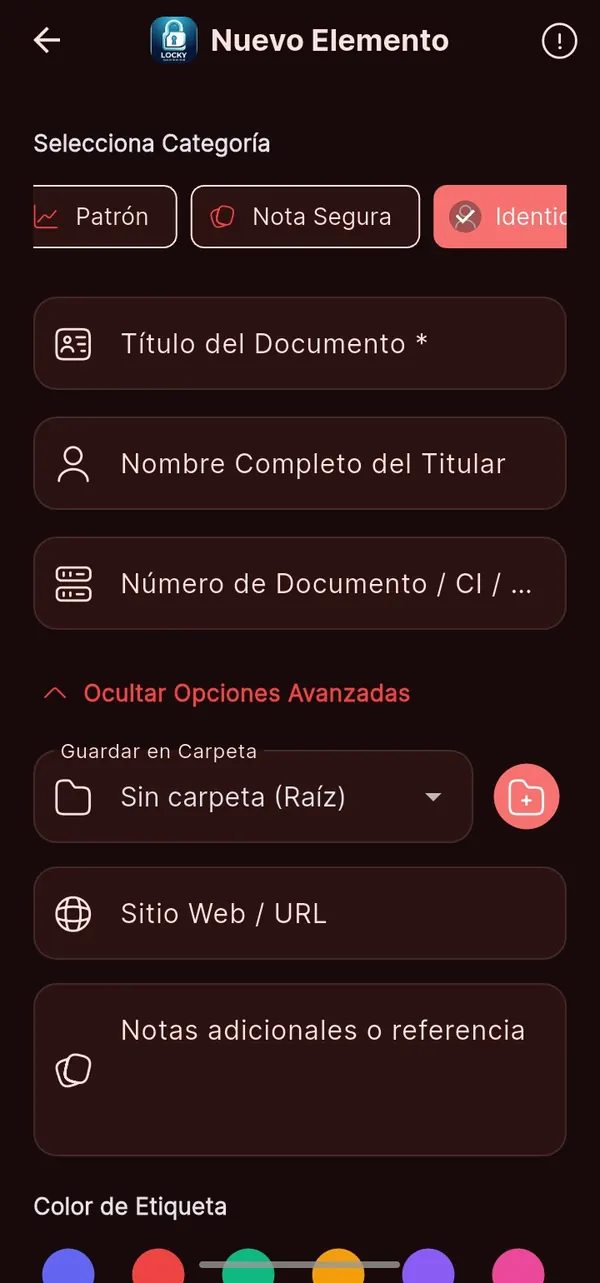 LOCKY
Nuevo Elemento
Selecciona Categoría
Patrón
Nota Segura
Identic
Título del Documento *
Nombre Completo del Titular
Número de Documento / CI / ...
Ocultar Opciones Avanzadas
Guardar en Carpeta
Sin carpeta (Raíz)
Sitio Web / URL
Notas adicionales o referencia
Color de Etiqueta